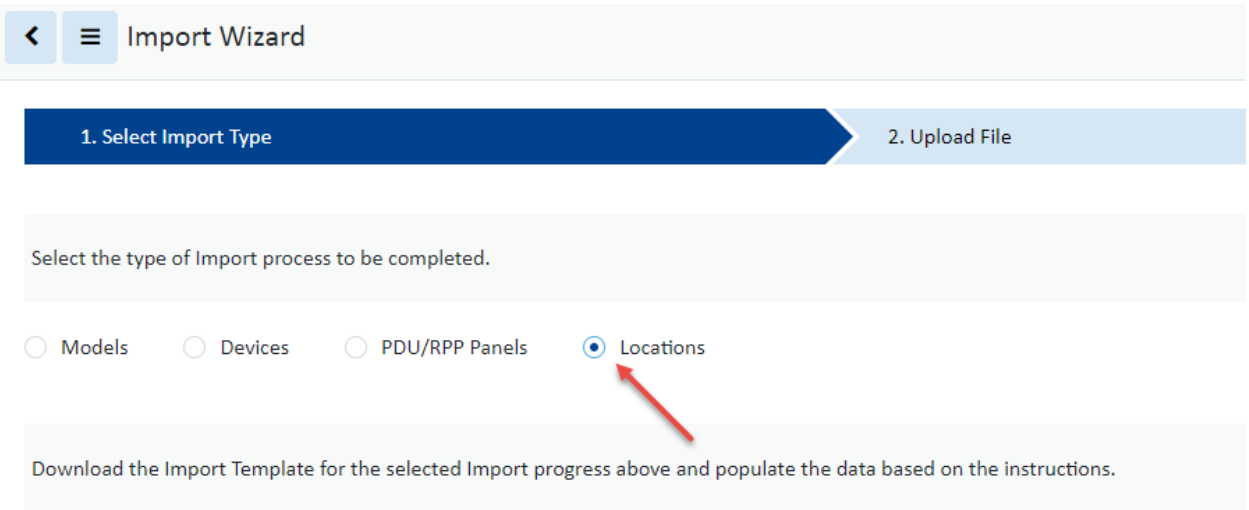 Import Wizard
1. Select Import Type
2. Upload File
Select the type of Import process to be completed.
Models
Devices
PDU/RPP Panels
Locations
Download the Import Template for the selected Import progress above and populate the data based on the instructions.